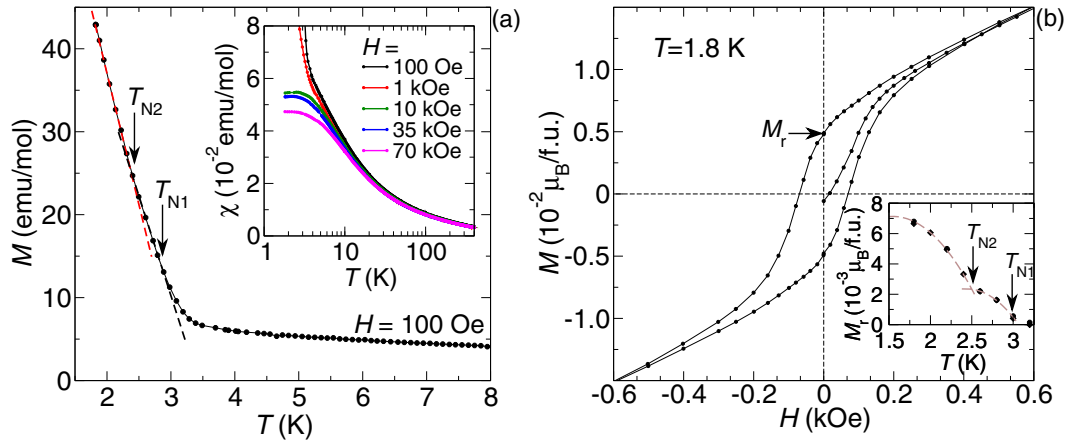 (a)
M (emu/mol)
45
40
35
30
25
20
15
10
5
0
T_N2
T_N1
H = 100 Oe
2 3 4 5 6 7 8
T (K)
χ (10^-2 emu/mol)
8
6
4
2
0
H =
100 Oe
1 kOe
10 kOe
35 kOe
70 kOe
1 10 100
T (K)
(b)
T=1.8 K
M (10^-2 μ_B/f.u.)
1.0
0.5
0
-0.5
-1.0
M_r
-0.6 -0.4 -0.2 0 0.2 0.4 0.6
H (kOe)
M_r (10^-3 μ_B/f.u.)
8
6
4
2
0
T_N2
T_N1
1.5 2 2.5 3
T (K)